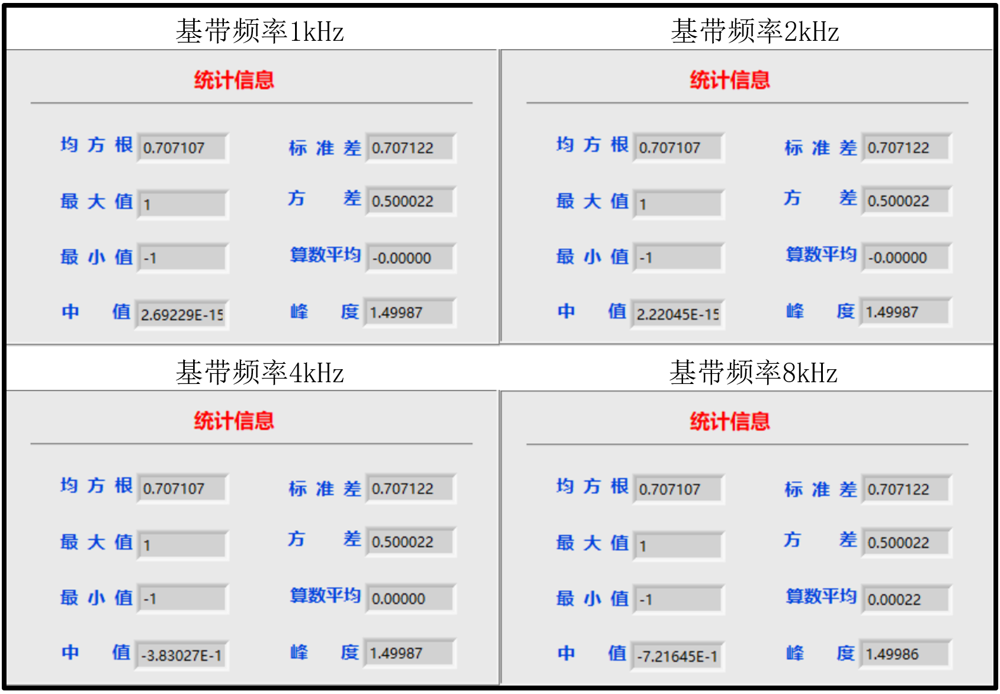 基带频率1kHz
统计信息
均方根 0.707107 标准差 0.707122
最大值 1 方差 0.500022
最小值 -1 算数平均 -0.00000
中值 2.69229E-15 峰度 1.49987
基带频率2kHz
统计信息
均方根 0.707107 标准差 0.707122
最大值 1 方差 0.500022
最小值 -1 算数平均 -0.00000
中值 2.22045E-15 峰度 1.49987
基带频率4kHz
统计信息
均方根 0.707107 标准差 0.707122
最大值 1 方差 0.500022
最小值 -1 算数平均 0.00000
中值 -3.83027E-1 峰度 1.49987
基带频率8kHz
统计信息
均方根 0.707107 标准差 0.707122
最大值 1 方差 0.500022
最小值 -1 算数平均 0.00022
中值 -7.21645E-1 峰度 1.49986